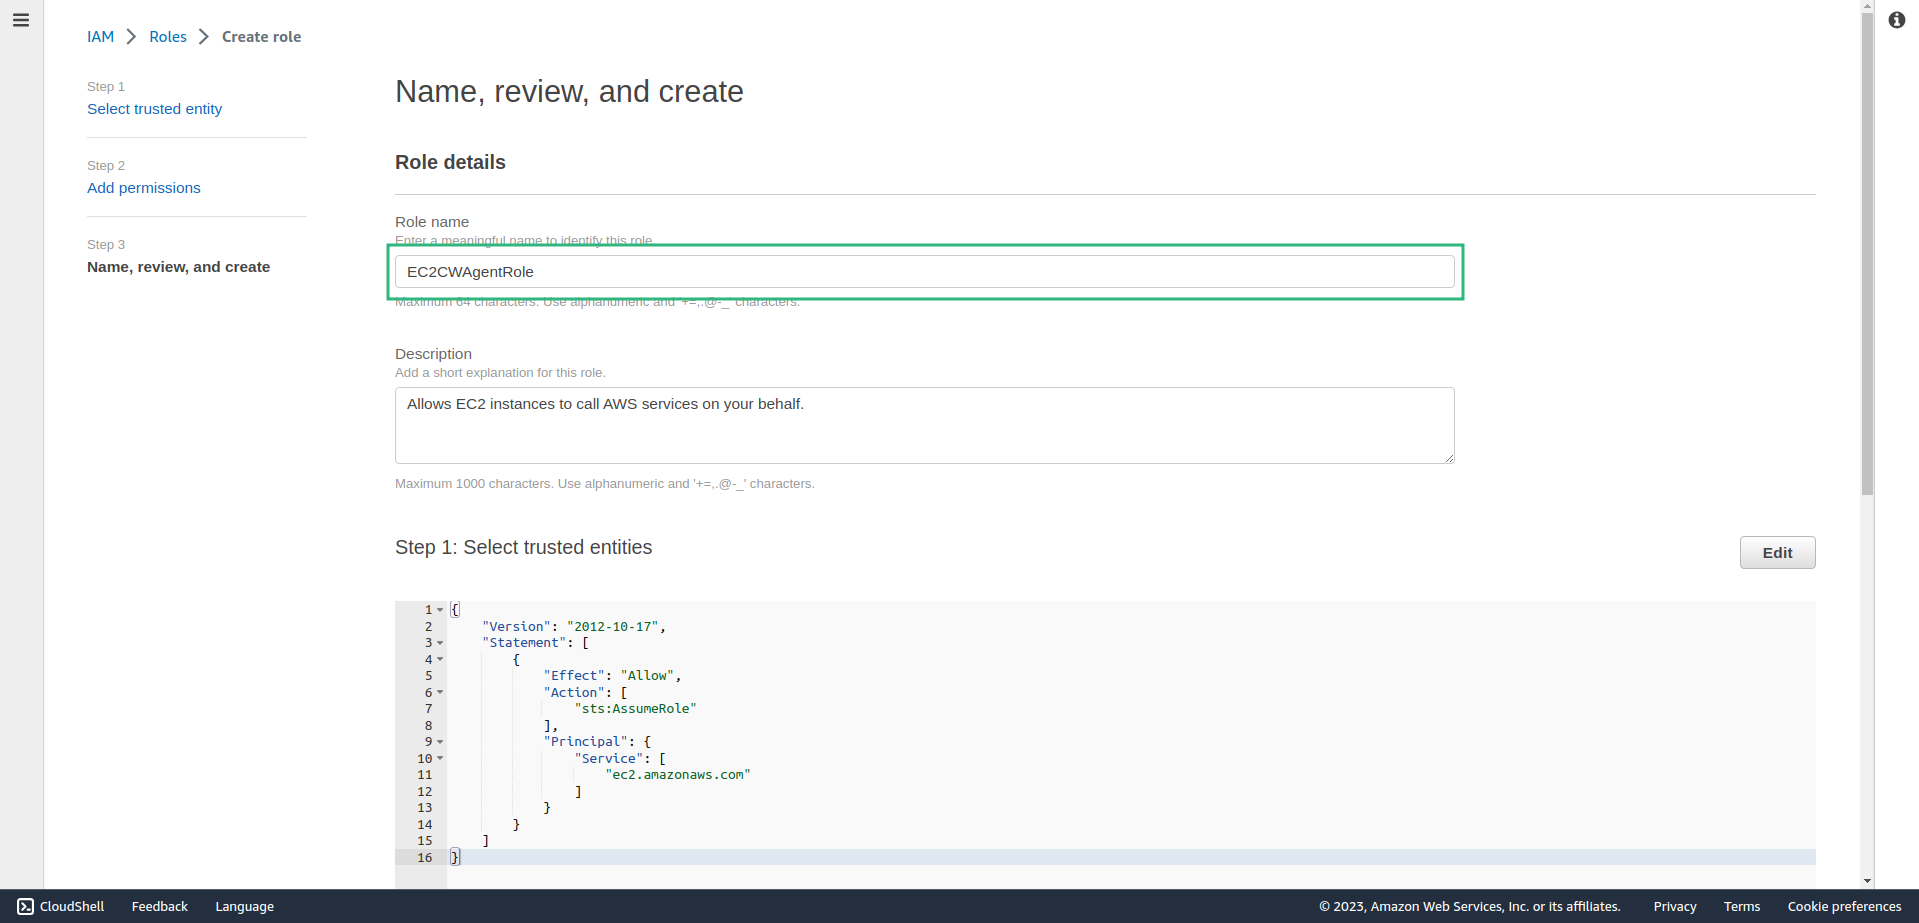 IAM > Roles > Create role
Step 1
Select trusted entity
Step 2
Add permissions
Step 3
Name, review, and create
Name, review, and create
Role details
Role name
Enter a meaningful name to identify this role.
EC2CWAgentRole
Maximum 64 characters. Use alphanumeric and '+=,.@-_' characters.
Description
Add a short explanation for this role.
Allows EC2 instances to call AWS services on your behalf.
Maximum 1000 characters. Use alphanumeric and '+=,.@-_' characters.
Step 1: Select trusted entities
Edit
1 {
2     "Version": "2012-10-17",
3     "Statement": [
4         {
5             "Effect": "Allow",
6             "Action": [
7                 "sts:AssumeRole"
8             ],
9             "Principal": {
10                 "Service": [
11                     "ec2.amazonaws.com"
12                 ]
13             }
14         }
15     ]
16 }
CloudShell Feedback Language © 2023, Amazon Web Services, Inc. or its affiliates. Privacy Terms Cookie preferences